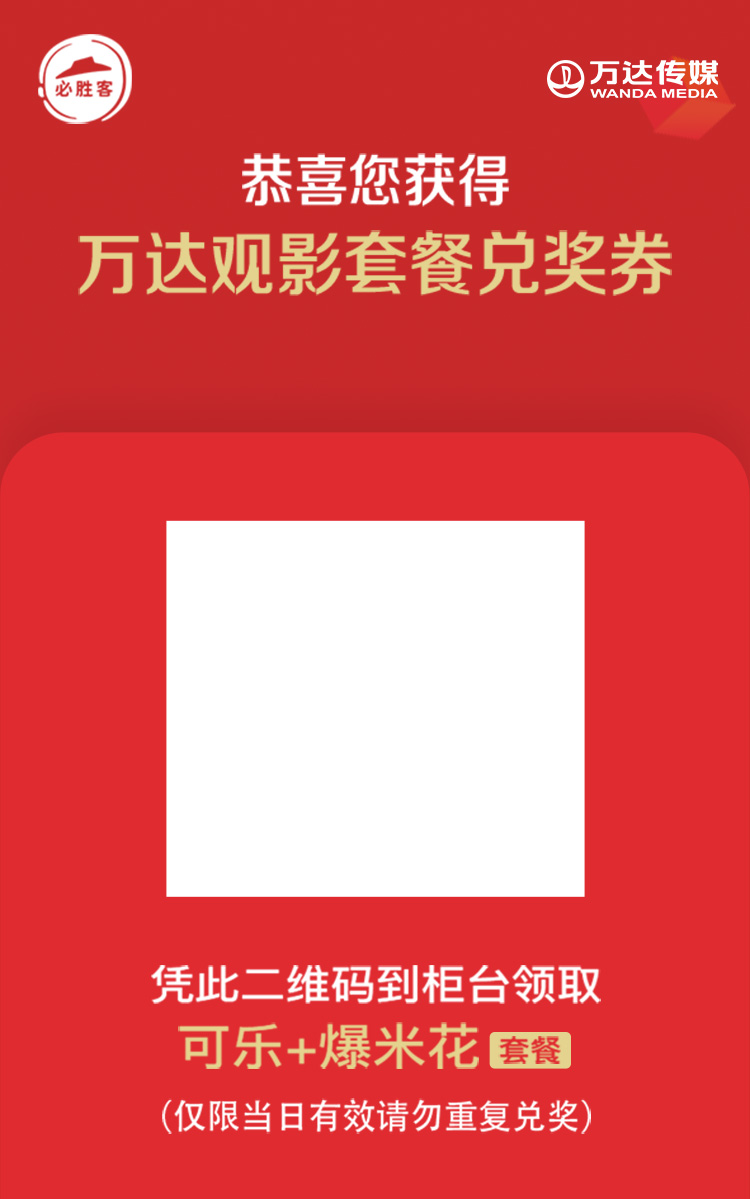 必胜客
万达传媒
WANDA MEDIA
恭喜您获得
万达观影套餐兑奖券
凭此二维码到柜台领取
可乐+爆米花 套餐
(仅限当日有效请勿重复兑奖)